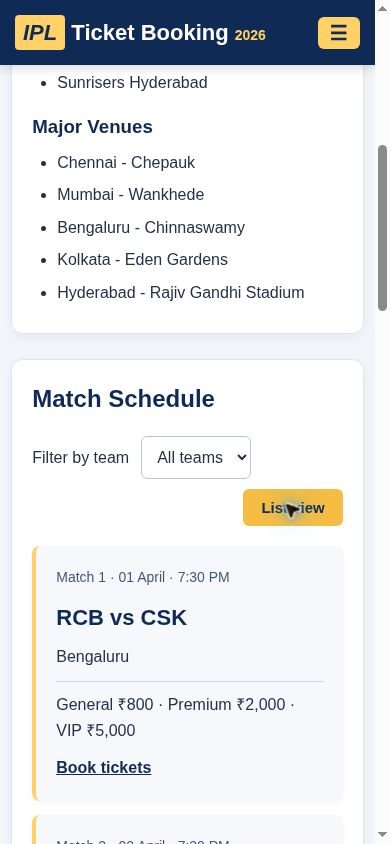 IPL Ticket Booking 2026
☰
Sunrisers Hyderabad
Major Venues
Chennai - Chepauk
Mumbai - Wankhede
Bengaluru - Chinnaswamy
Kolkata - Eden Gardens
Hyderabad - Rajiv Gandhi Stadium
Match Schedule
Filter by team All teams
List view
Match 1 · 01 April · 7:30 PM
RCB vs CSK
Bengaluru
General ₹800 · Premium ₹2,000 ·
VIP ₹5,000
Book tickets